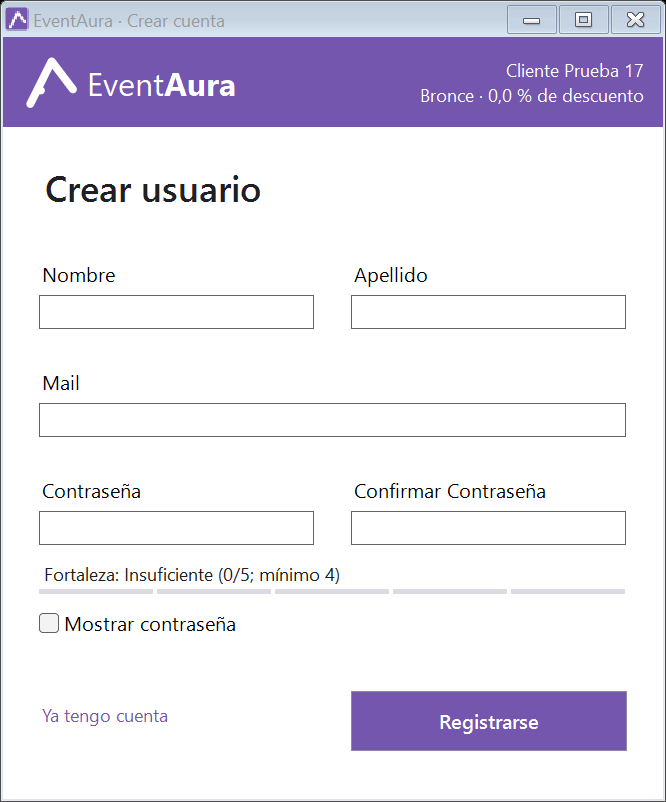 EventAura · Crear cuenta
EventAura
Cliente Prueba 17
Bronce · 0,0 % de descuento
Crear usuario
Nombre
Apellido
Mail
Contraseña
Confirmar Contraseña
Fortaleza: Insuficiente (0/5; mínimo 4)
Mostrar contraseña
Ya tengo cuenta
Registrarse